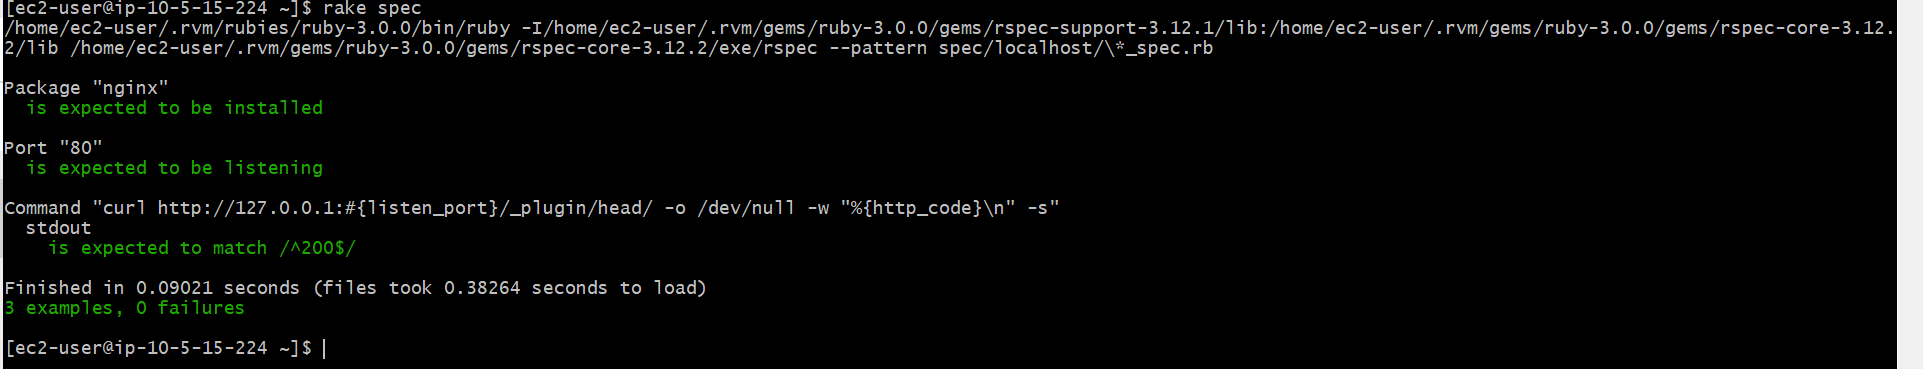 [ec2-user@ip-10-5-15-224 ~]$ rake spec
/home/ec2-user/.rvm/rubies/ruby-3.0.0/bin/ruby -I/home/ec2-user/.rvm/gems/ruby-3.0.0/gems/rspec-support-3.12.1/lib:/home/ec2-user/.rvm/gems/ruby-3.0.0/gems/rspec-core-3.12.
2/lib /home/ec2-user/.rvm/gems/ruby-3.0.0/gems/rspec-core-3.12.2/exe/rspec --pattern spec/localhost/\*_spec.rb
Package "nginx"
  is expected to be installed
Port "80"
  is expected to be listening
Command "curl http://127.0.0.1:#{listen_port}/_plugin/head/ -o /dev/null -w "%{http_code}\n" -s"
  stdout
    is expected to match /^200$/
Finished in 0.09021 seconds (files took 0.38264 seconds to load)
3 examples, 0 failures
[ec2-user@ip-10-5-15-224 ~]$